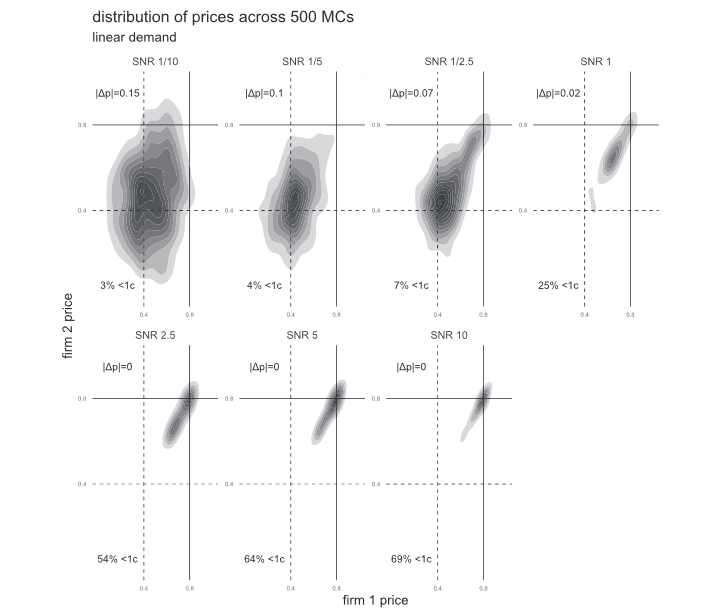 distribution of prices across 500 MCs
linear demand
SNR 1/10
SNR 1/5
SNR 1/2.5
SNR 1
|Δp|=0.15
|Δp|=0.1
|Δp|=0.07
|Δp|=0.02
0.8
0.8
0.8
0.8
0.4
0.4
0.4
0.4
3% <1c
4% <1c
7% <1c
25% <1c
0.4
0.8
0.4
0.8
0.4
0.8
0.4
0.8
firm 2 price
SNR 2.5
SNR 5
SNR 10
|Δp|=0
|Δp|=0
|Δp|=0
0.8
0.8
0.8
0.4
0.4
0.4
54% <1c
64% <1c
69% <1c
0.4
0.8
0.4
0.8
0.4
0.8
firm 1 price